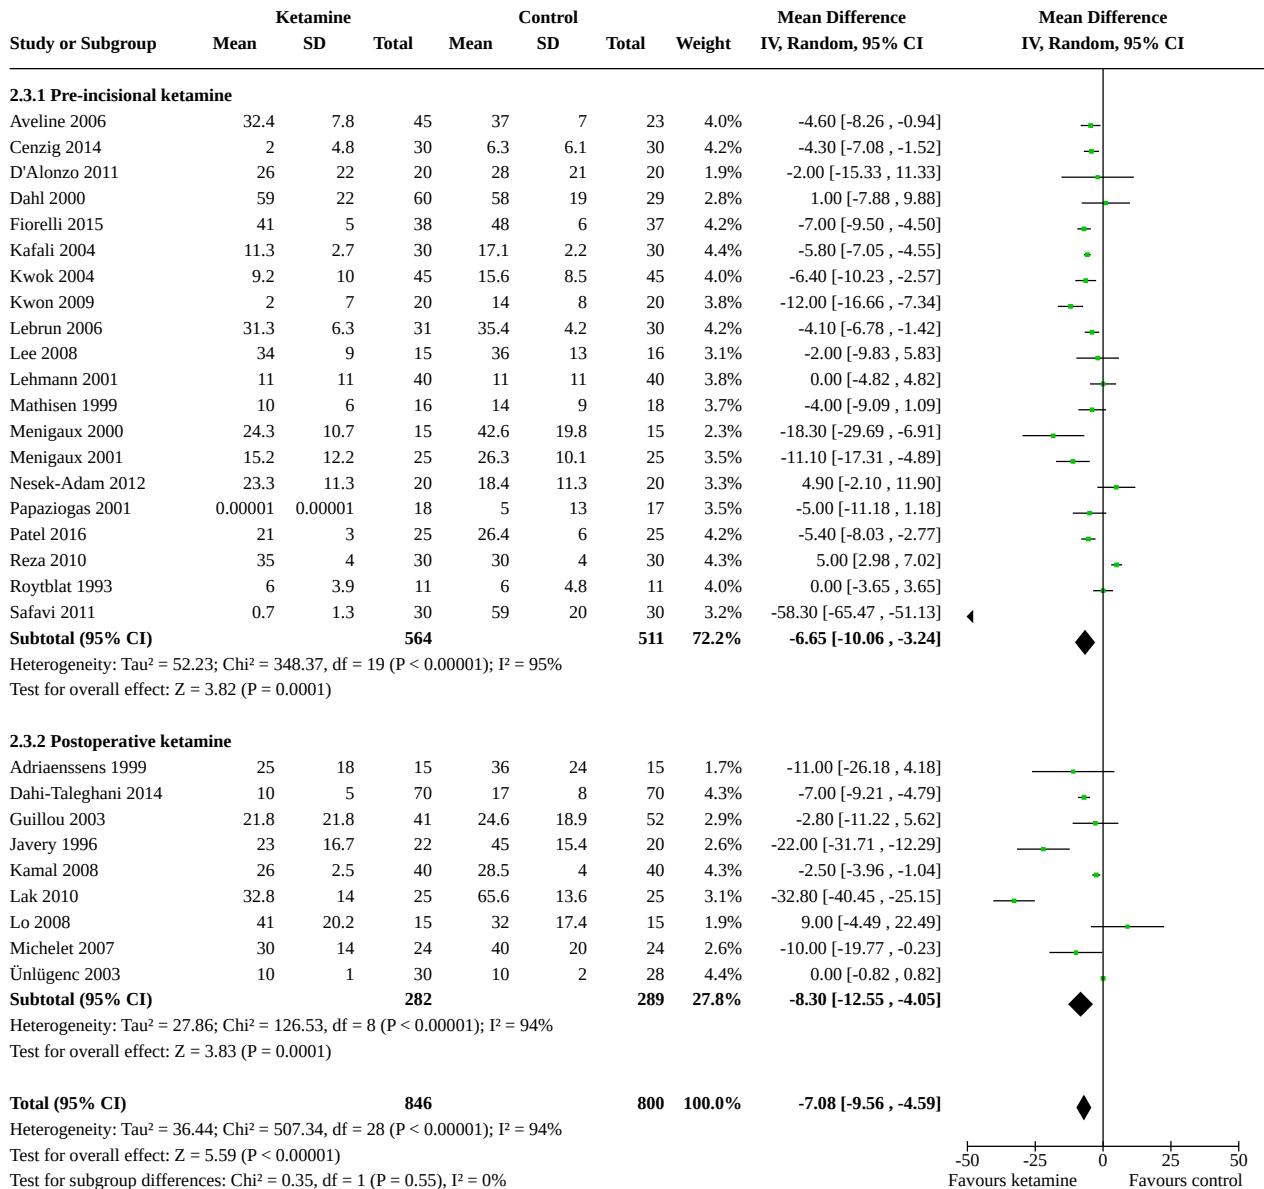 Ketamine Control Mean Difference Mean Difference
Study or Subgroup Mean SD Total Mean SD Total Weight IV, Random, 95% CI IV, Random, 95% CI
2.3.1 Pre-incisional ketamine
Aveline 2006 32.4 7.8 45 37 7 23 4.0% -4.60 [-8.26 , -0.94]
Cenzig 2014 2 4.8 30 6.3 6.1 30 4.2% -4.30 [-7.08 , -1.52]
D'Alonzo 2011 26 22 20 28 21 20 1.9% -2.00 [-15.33 , 11.33]
Dahl 2000 59 22 60 58 19 29 2.8% 1.00 [-7.88 , 9.88]
Fiorelli 2015 41 5 38 48 6 37 4.2% -7.00 [-9.50 , -4.50]
Kafali 2004 11.3 2.7 30 17.1 2.2 30 4.4% -5.80 [-7.05 , -4.55]
Kwok 2004 9.2 10 45 15.6 8.5 45 4.0% -6.40 [-10.23 , -2.57]
Kwon 2009 2 7 20 14 8 20 3.8% -12.00 [-16.66 , -7.34]
Lebrun 2006 31.3 6.3 31 35.4 4.2 30 4.2% -4.10 [-6.78 , -1.42]
Lee 2008 34 9 15 36 13 16 3.1% -2.00 [-9.83 , 5.83]
Lehmann 2001 11 11 40 11 11 40 3.8% 0.00 [-4.82 , 4.82]
Mathisen 1999 10 6 16 14 9 18 3.7% -4.00 [-9.09 , 1.09]
Menigaux 2000 24.3 10.7 15 42.6 19.8 15 2.3% -18.30 [-29.69 , -6.91]
Menigaux 2001 15.2 12.2 25 26.3 10.1 25 3.5% -11.10 [-17.31 , -4.89]
Nesek-Adam 2012 23.3 11.3 20 18.4 11.3 20 3.3% 4.90 [-2.10 , 11.90]
Papaziogas 2001 0.00001 0.00001 18 5 13 17 3.5% -5.00 [-11.18 , 1.18]
Patel 2016 21 3 25 26.4 6 25 4.2% -5.40 [-8.03 , -2.77]
Reza 2010 35 4 30 30 4 30 4.3% 5.00 [2.98 , 7.02]
Roytblat 1993 6 3.9 11 6 4.8 11 4.0% 0.00 [-3.65 , 3.65]
Safavi 2011 0.7 1.3 30 59 20 30 3.2% -58.30 [-65.47 , -51.13]
Subtotal (95% CI) 564 511 72.2% -6.65 [-10.06 , -3.24]
Heterogeneity: Tau² = 52.23; Chi² = 348.37, df = 19 (P < 0.00001); I² = 95%
Test for overall effect: Z = 3.82 (P = 0.0001)
2.3.2 Postoperative ketamine
Adriaenssens 1999 25 18 15 36 24 15 1.7% -11.00 [-26.18 , 4.18]
Dahi-Taleghani 2014 10 5 70 17 8 70 4.3% -7.00 [-9.21 , -4.79]
Guillou 2003 21.8 21.8 41 24.6 18.9 52 2.9% -2.80 [-11.22 , 5.62]
Javery 1996 23 16.7 22 45 15.4 20 2.6% -22.00 [-31.71 , -12.29]
Kamal 2008 26 2.5 40 28.5 4 40 4.3% -2.50 [-3.96 , -1.04]
Lak 2010 32.8 14 25 65.6 13.6 25 3.1% -32.80 [-40.45 , -25.15]
Lo 2008 41 20.2 15 32 17.4 15 1.9% 9.00 [-4.49 , 22.49]
Michelet 2007 30 14 24 40 20 24 2.6% -10.00 [-19.77 , -0.23]
Ünlügenc 2003 10 1 30 10 2 28 4.4% 0.00 [-0.82 , 0.82]
Subtotal (95% CI) 282 289 27.8% -8.30 [-12.55 , -4.05]
Heterogeneity: Tau² = 27.86; Chi² = 126.53, df = 8 (P < 0.00001); I² = 94%
Test for overall effect: Z = 3.83 (P = 0.0001)
Total (95% CI) 846 800 100.0% -7.08 [-9.56 , -4.59]
Heterogeneity: Tau² = 36.44; Chi² = 507.34, df = 28 (P < 0.00001); I² = 94%
Test for overall effect: Z = 5.59 (P < 0.00001)
-50 -25 0 25 50
Test for subgroup differences: Chi² = 0.35, df = 1 (P = 0.55), I² = 0%
Favours ketamine Favours control